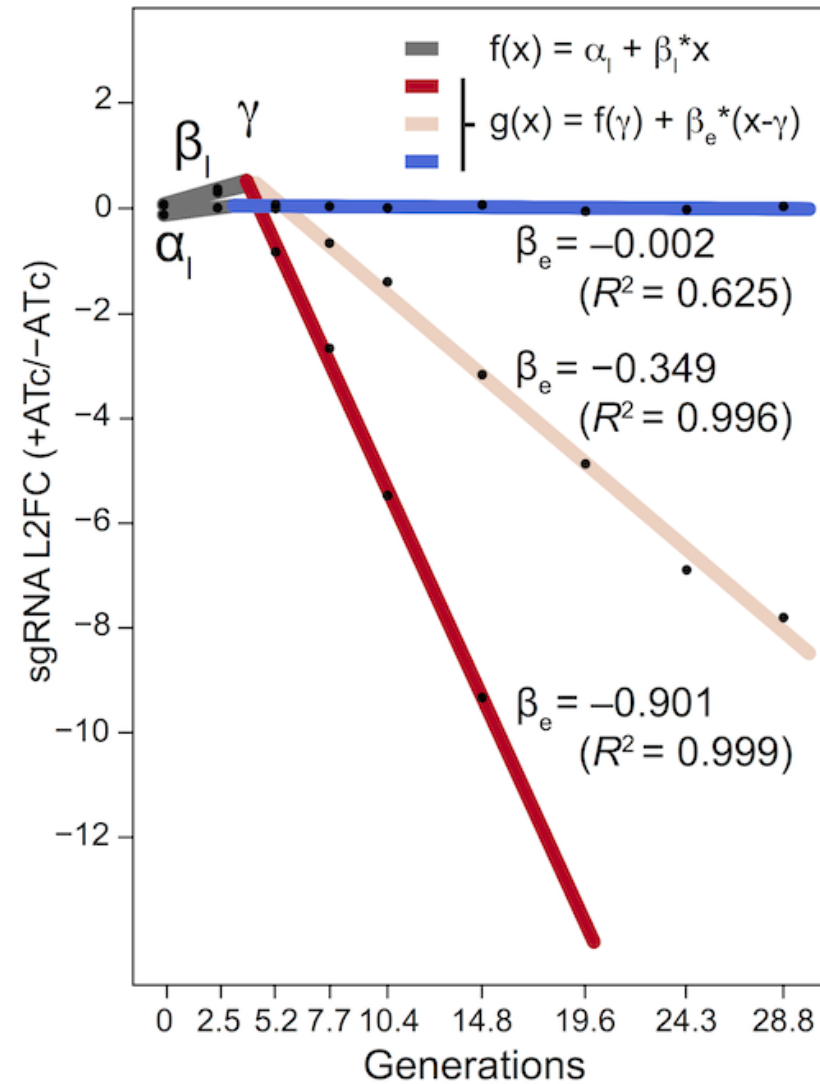 f(x) = αₗ + βₗ*x
g(x) = f(γ) + βₑ*(x-γ)
γ
βₗ
αₗ
2
0
−2
−4
−6
−8
−10
−12
sgRNA L2FC (+ATc/−ATc)
βₑ = –0.002
(R² = 0.625)
βₑ = −0.349
(R² = 0.996)
βₑ = –0.901
(R² = 0.999)
0 2.5 5.2 7.7 10.4 14.8 19.6 24.3 28.8
Generations